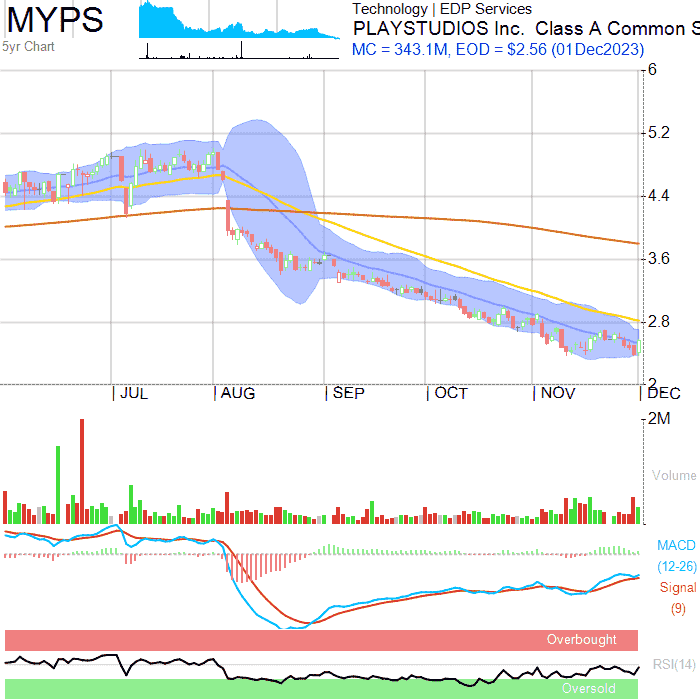 MYPS
5yr Chart
Technology | EDP Services
PLAYSTUDIOS Inc. Class A Common S
MC = 343.1M, EOD = $2.56 (01Dec2023)
6
5.2
4.4
3.6
2.8
2
JUL
AUG
SEP
OCT
NOV
DEC
2M
Volume
MACD
(12-26)
Signal
(9)
Overbought
RSI(14)
Oversold